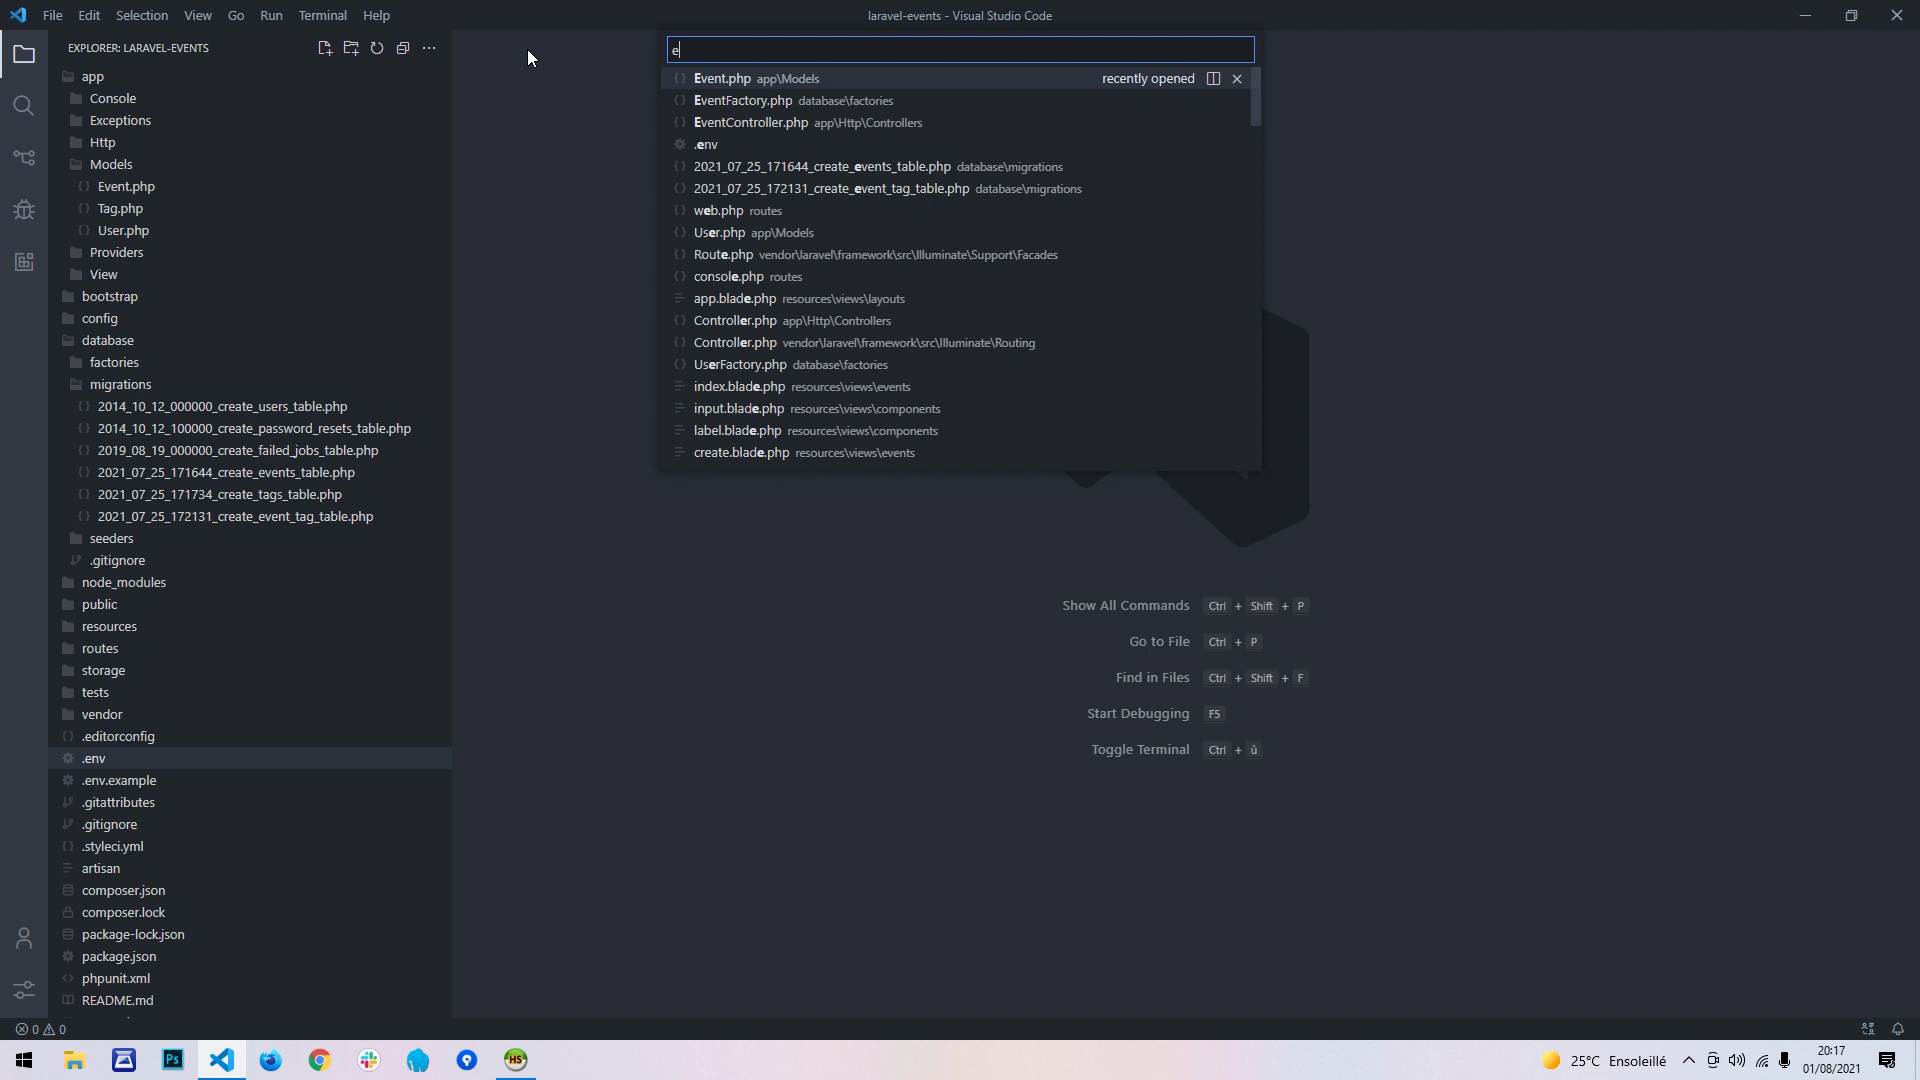 File Edit Selection View Go Run Terminal Help
laravel-events - Visual Studio Code
EXPLORER: LARAVEL-EVENTS
app
Console
Exceptions
Http
Models
Event.php
Tag.php
User.php
Providers
View
bootstrap
config
database
factories
migrations
2014_10_12_000000_create_users_table.php
2014_10_12_100000_create_password_resets_table.php
2019_08_19_000000_create_failed_jobs_table.php
2021_07_25_171644_create_events_table.php
2021_07_25_171734_create_tags_table.php
2021_07_25_172131_create_event_tag_table.php
seeders
.gitignore
node_modules
public
resources
routes
storage
tests
vendor
.editorconfig
.env
.env.example
.gitattributes
.gitignore
.styleci.yml
artisan
composer.json
composer.lock
package-lock.json
package.json
phpunit.xml
README.md
e
Event.php app\Models recently opened
EventFactory.php database\factories
EventController.php app\Http\Controllers
.env
2021_07_25_171644_create_events_table.php database\migrations
2021_07_25_172131_create_event_tag_table.php database\migrations
web.php routes
User.php app\Models
Route.php vendor\laravel\framework\src\Illuminate\Support\Facades
console.php routes
app.blade.php resources\views\layouts
Controller.php app\Http\Controllers
Controller.php vendor\laravel\framework\src\Illuminate\Routing
UserFactory.php database\factories
index.blade.php resources\views\events
input.blade.php resources\views\components
label.blade.php resources\views\components
create.blade.php resources\views\events
Show All Commands Ctrl + Shift + P
Go to File Ctrl + P
Find in Files Ctrl + Shift + F
Start Debugging F5
Toggle Terminal Ctrl + ù
0 0
Ps
HS
25°C Ensoleillé
20:17
01/08/2021